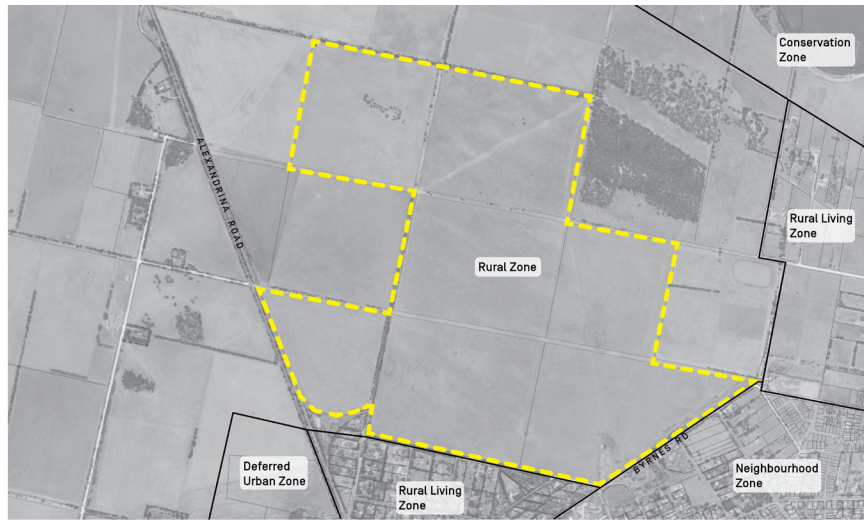 Conservation
Zone
ALEXANDRINA ROAD
Rural Living
Zone
Rural Zone
BYRNES RD
Deferred
Urban Zone
Rural Living
Zone
Neighbourhood
Zone